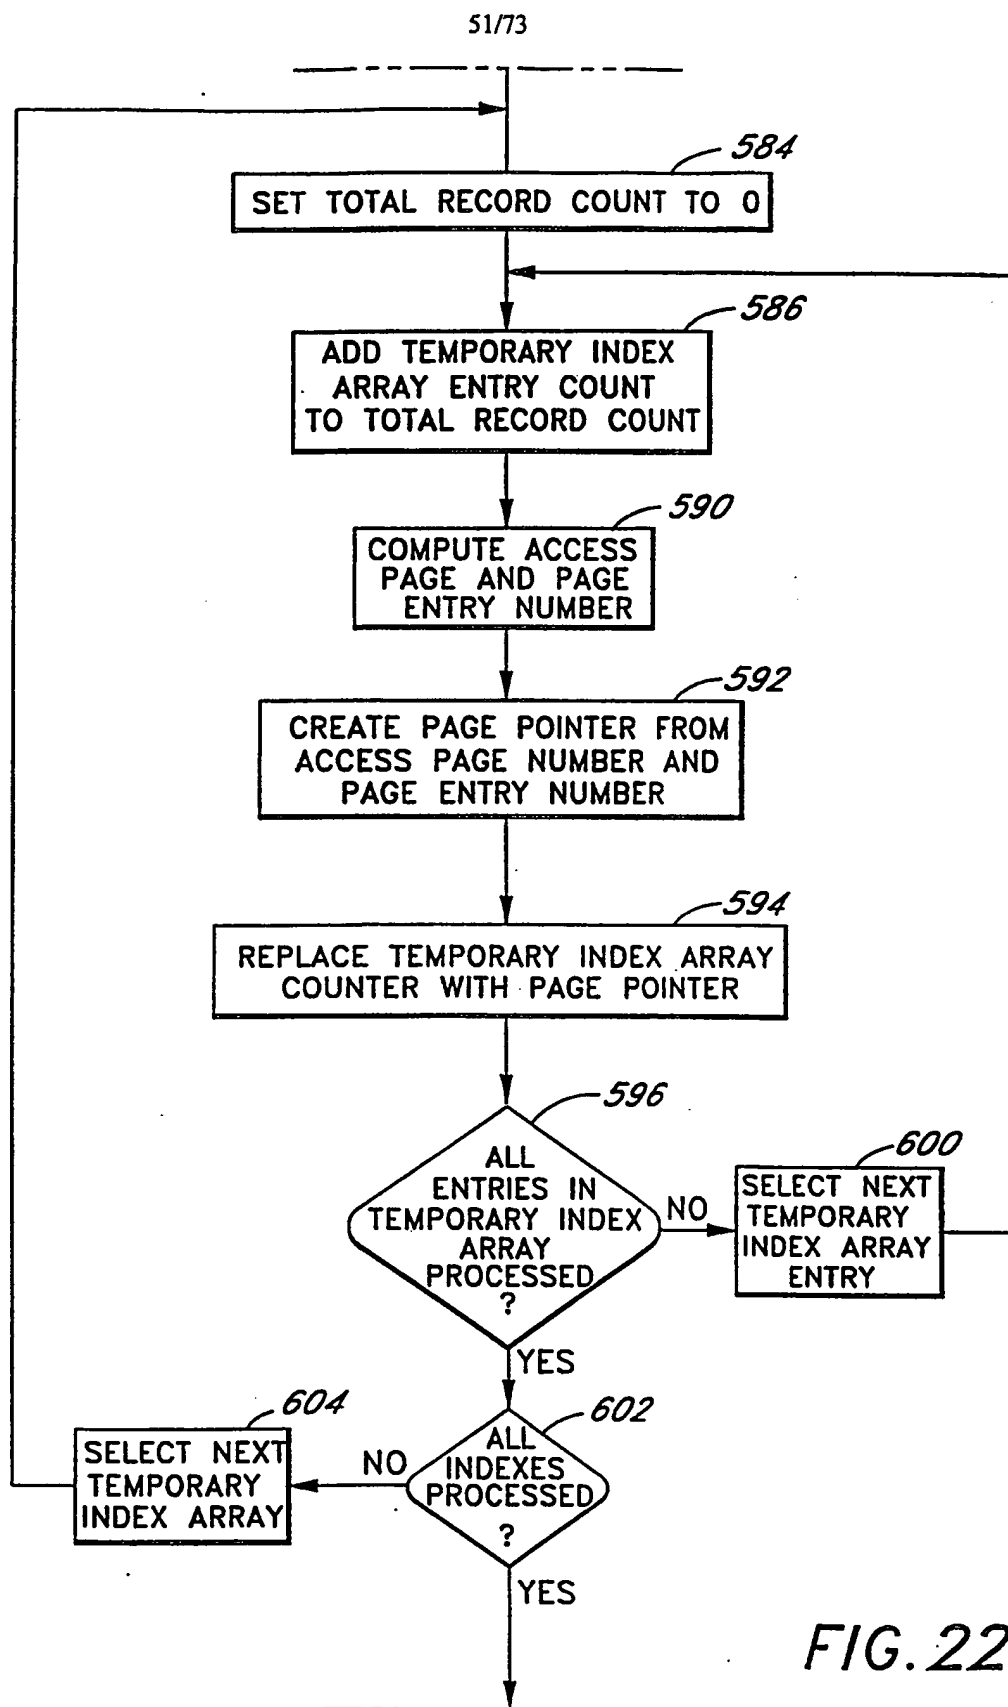 51/73
584
SET TOTAL RECORD COUNT TO 0
586
ADD TEMPORARY INDEX
ARRAY ENTRY COUNT
TO TOTAL RECORD COUNT
590
COMPUTE ACCESS
PAGE AND PAGE
ENTRY NUMBER
592
CREATE PAGE POINTER FROM
ACCESS PAGE NUMBER AND
PAGE ENTRY NUMBER
594
REPLACE TEMPORARY INDEX ARRAY
COUNTER WITH PAGE POINTER
596
ALL
ENTRIES IN
TEMPORARY INDEX
ARRAY
PROCESSED
?
NO
600
SELECT NEXT
TEMPORARY
INDEX ARRAY
ENTRY
YES
602
ALL
INDEXES
PROCESSED
?
NO
604
SELECT NEXT
TEMPORARY
INDEX ARRAY
YES
FIG. 22